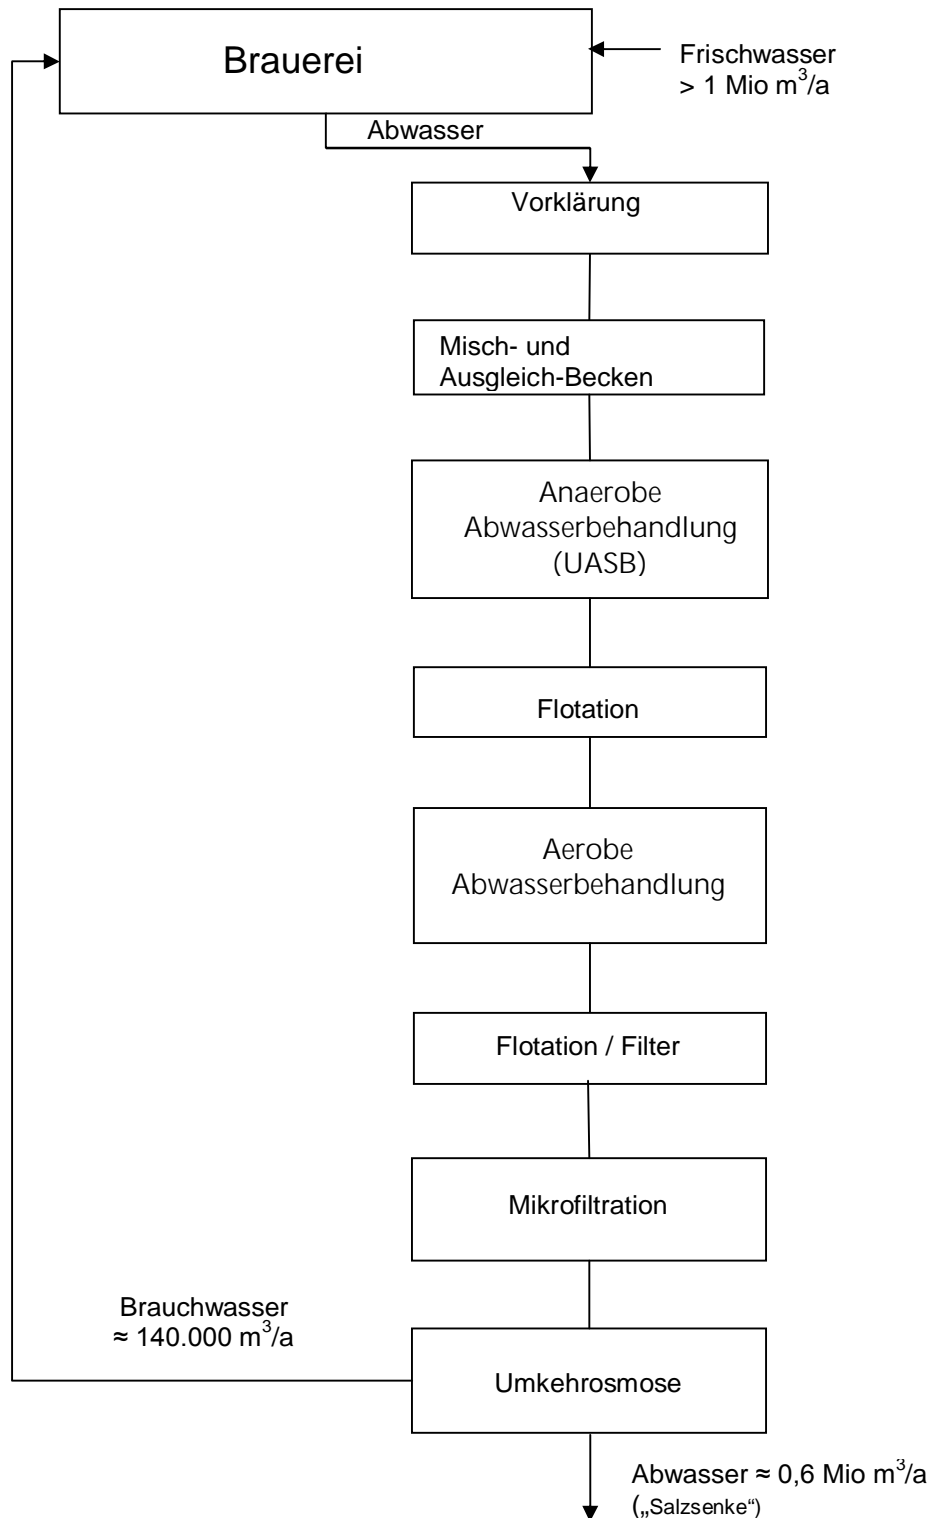 Brauerei
Frischwasser
> 1 Mio m³/a
Abwasser
Vorklärung
Misch- und
Ausgleich-Becken
Anaerobe
Abwasserbehandlung
(UASB)
Flotation
Aerobe
Abwasserbehandlung
Flotation / Filter
Mikrofiltration
Brauchwasser
≈ 140.000 m³/a
Umkehrosmose
Abwasser ≈ 0,6 Mio m³/a
(„Salzsenke“)